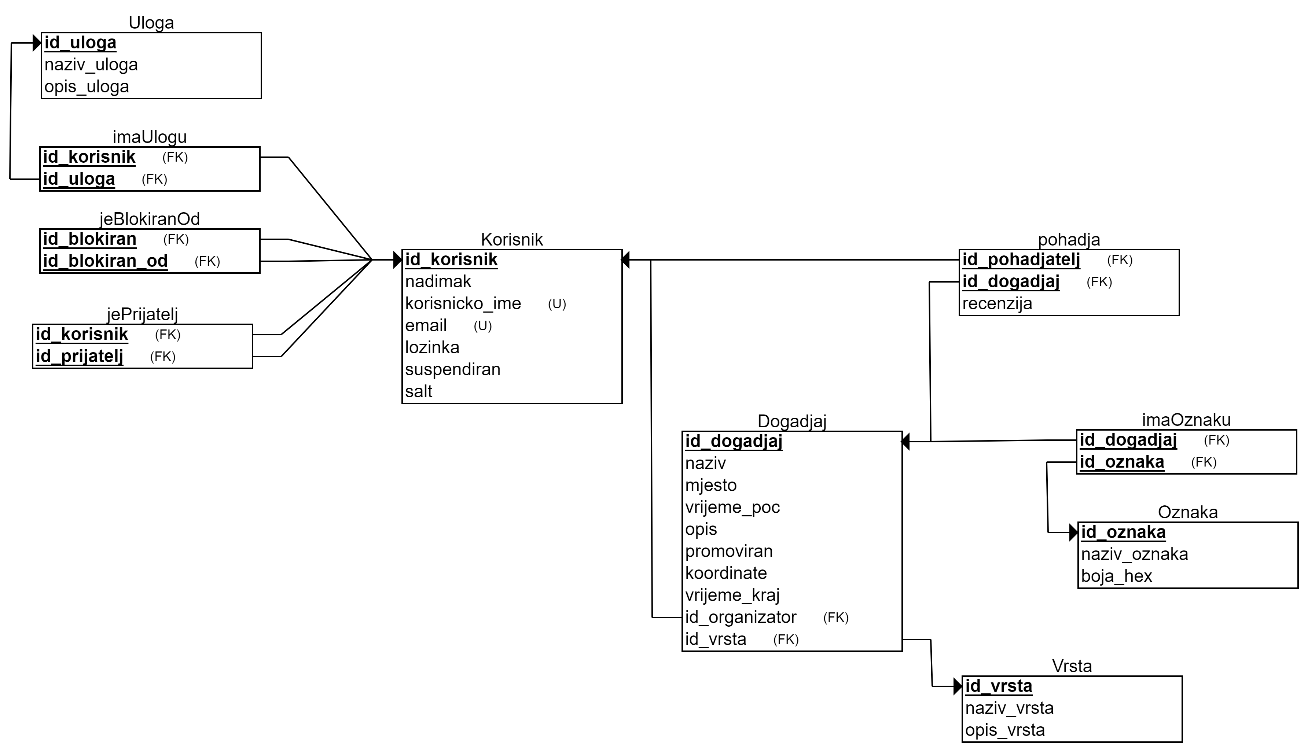 Uloga
id_uloga
naziv_uloga
opis_uloga
imaUlogu
id_korisnik (FK)
id_uloga (FK)
jeBlokiranOd
id_blokiran (FK)
id_blokiran_od (FK)
jePrijatelj
id_korisnik (FK)
id_prijatelj (FK)
Korisnik
id_korisnik
nadimak
korisnicko_ime (U)
email (U)
lozinka
suspendiran
salt
pohadja
id_pohadjatelj (FK)
id_dogadjaj (FK)
recenzija
Dogadjaj
id_dogadjaj
naziv
mjesto
vrijeme_poc
opis
promoviran
koordinate
vrijeme_kraj
id_organizator (FK)
id_vrsta (FK)
imaOznaku
id_dogadjaj (FK)
id_oznaka (FK)
Oznaka
id_oznaka
naziv_oznaka
boja_hex
Vrsta
id_vrsta
naziv_vrsta
opis_vrsta